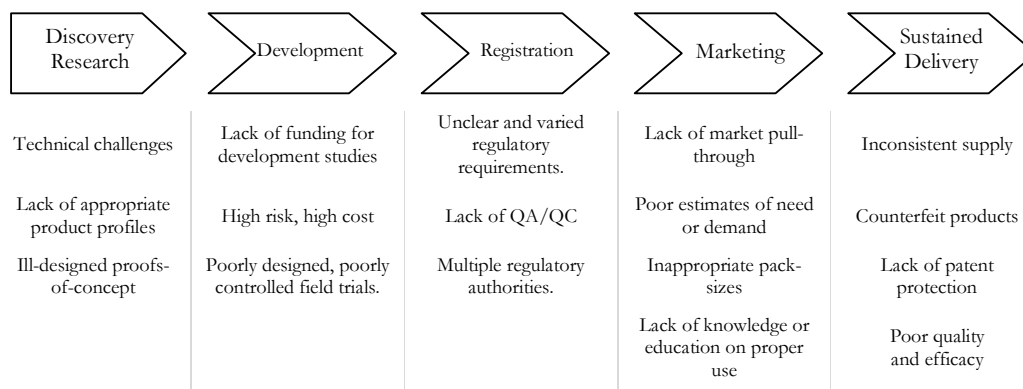 Discovery
Research
Development
Registration
Marketing
Sustained
Delivery
Technical challenges
Lack of funding for
development studies
Unclear and varied
regulatory
requirements.
Lack of market pull-
through
Inconsistent supply
Lack of appropriate
product profiles
High risk, high cost
Lack of QA/QC
Poor estimates of need
or demand
Counterfeit products
Ill-designed proofs-
of-concept
Poorly designed, poorly
controlled field trials.
Multiple regulatory
authorities.
Inappropriate pack-
sizes
Lack of patent
protection
Lack of knowledge or
education on proper
use
Poor quality
and efficacy